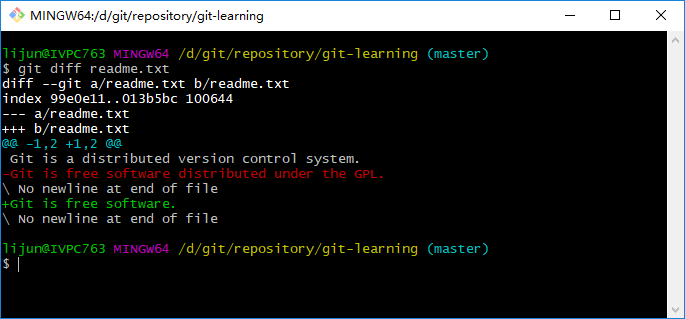 MINGW64:/d/git/repository/git-learning
lijun@IVPC763 MINGW64 /d/git/repository/git-learning (master)
$ git diff readme.txt
diff --git a/readme.txt b/readme.txt
index 99e0e11..013b5bc 100644
--- a/readme.txt
+++ b/readme.txt
@@ -1,2 +1,2 @@
 Git is a distributed version control system.
-Git is free software distributed under the GPL.
\ No newline at end of file
+Git is free software.
\ No newline at end of file
lijun@IVPC763 MINGW64 /d/git/repository/git-learning (master)
$